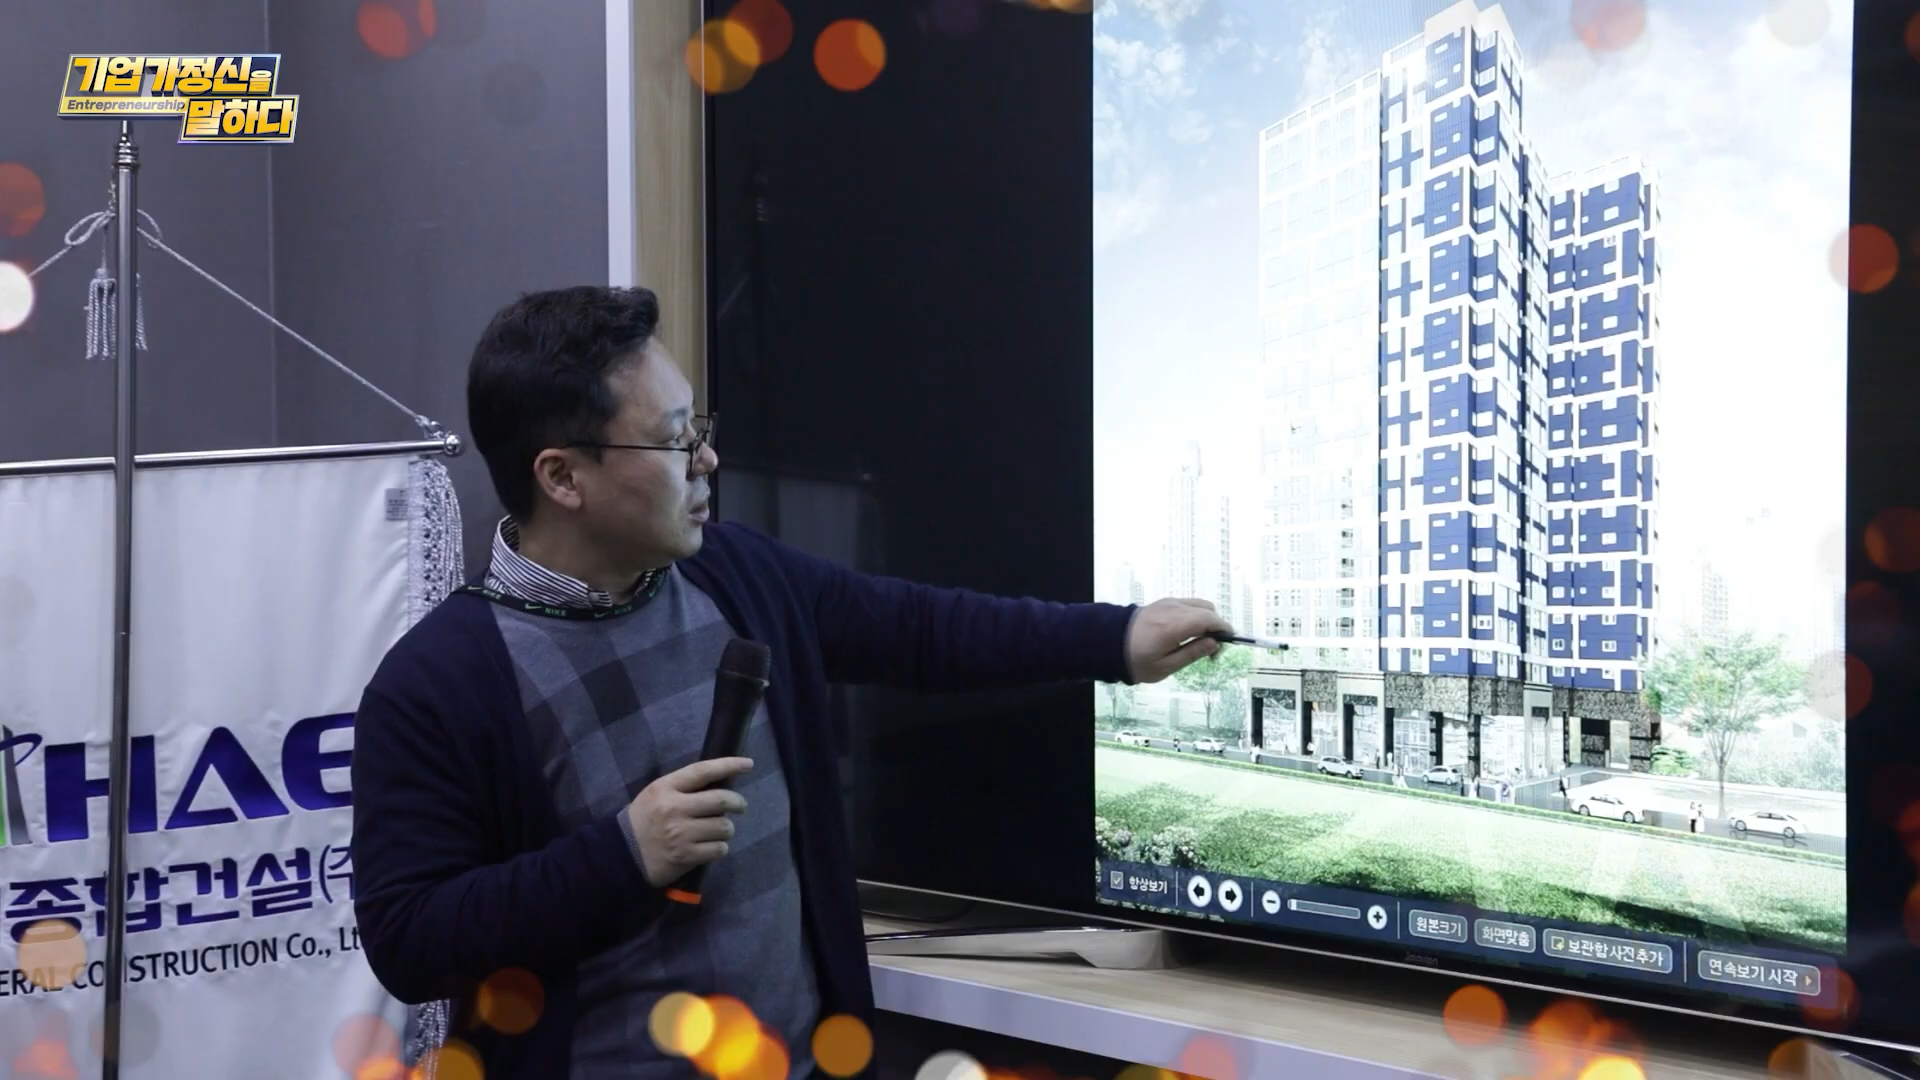 기업가정신을
Entrepreneurship
말하다
NIKE
NIKE
HAE
종합건설(주
ERAL CONSTRUCTION Co., Lt
항상보기
원본크기
화면맞춤
보관함 사진추가
연속보기 시작